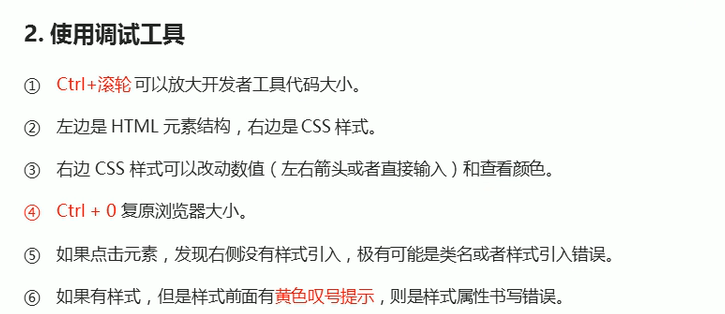 2. 使用调试工具
① Ctrl+滚轮 可以放大开发者工具代码大小。
② 左边是 HTML 元素结构，右边是 CSS 样式。
③ 右边 CSS 样式可以改动数值（左右箭头或者直接输入）和查看颜色。
④ Ctrl + 0 复原浏览器大小。
⑤ 如果点击元素，发现右侧没有样式引入，极有可能是类名或者样式引入错误。
⑥ 如果有样式，但是样式前面有黄色叹号提示，则是样式属性书写错误。